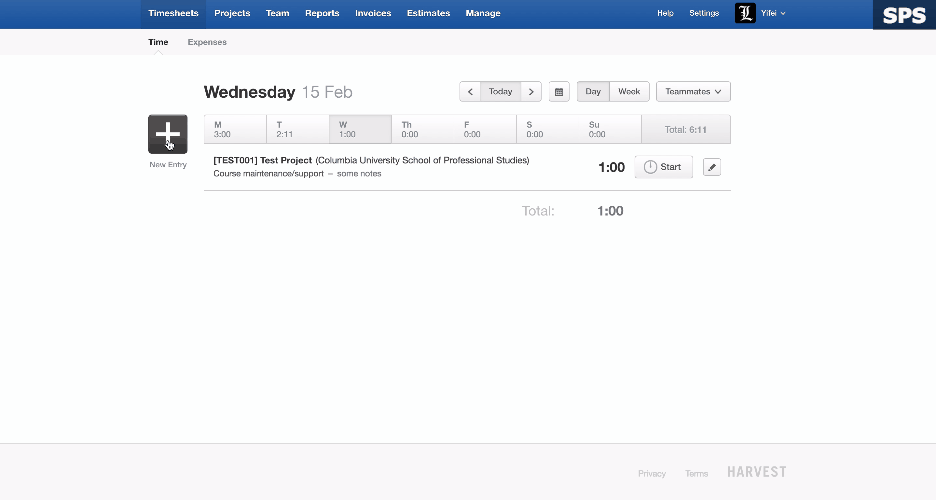 Timesheets Projects Team Reports Invoices Estimates Manage Help Settings L Yifei SPS
Time Expenses
Wednesday 15 Feb Today Day Week Teammates
M T W Th F S Su
3:00 2:11 1:00 0:00 0:00 0:00 0:00 Total: 6:11
New Entry
[TEST001] Test Project (Columbia University School of Professional Studies)
Course maintenance/support – some notes
1:00 Start
Total: 1:00
Privacy Terms HARVEST